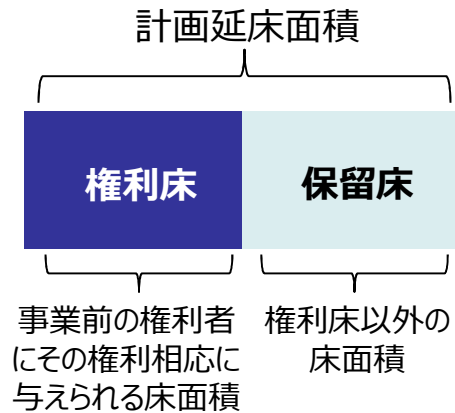 計画延床面積
権利床
保留床
事業前の権利者
にその権利相応に
与えられる床面積
権利床以外の
床面積